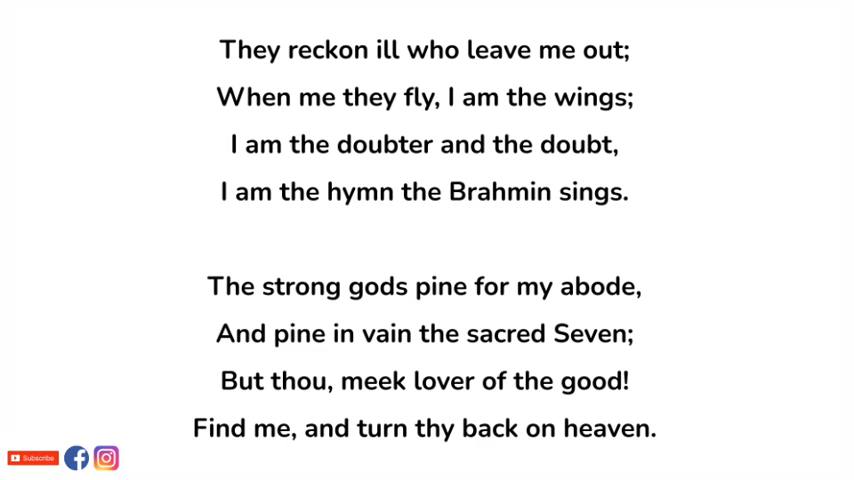 They reckon ill who leave me out;
When me they fly, I am the wings;
I am the doubter and the doubt,
I am the hymn the Brahmin sings.
The strong gods pine for my abode,
And pine in vain the sacred Seven;
But thou, meek lover of the good!
Find me, and turn thy back on heaven.
Subscribe